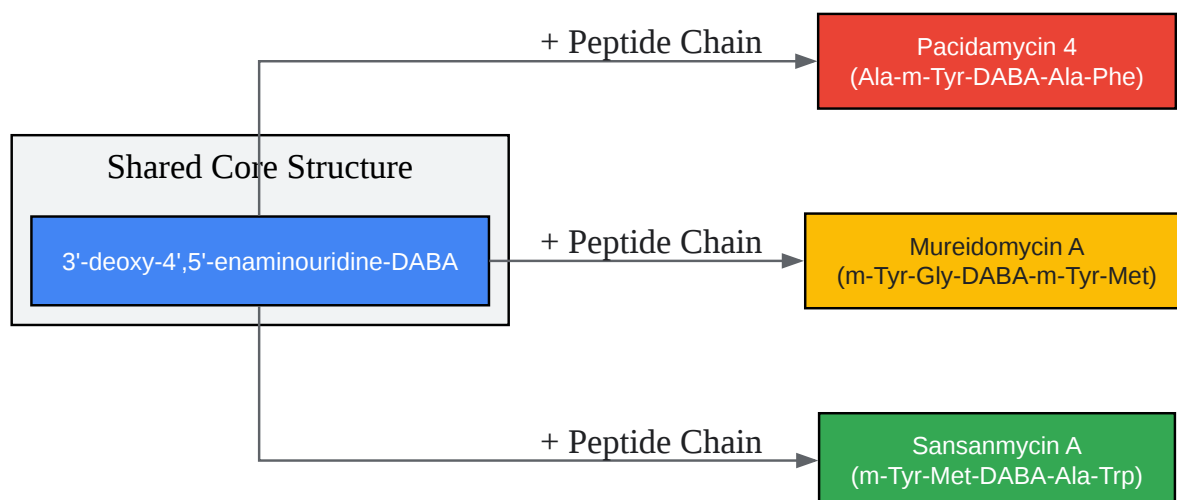 + Peptide Chain
Pacidamycin 4
(Ala-m-Tyr-DABA-Ala-Phe)
Shared Core Structure
3'-deoxy-4',5'-enaminouridine-DABA
+ Peptide Chain
Mureidomycin A
(m-Tyr-Gly-DABA-m-Tyr-Met)
+ Peptide Chain
Sansanmycin A
(m-Tyr-Met-DABA-Ala-Trp)